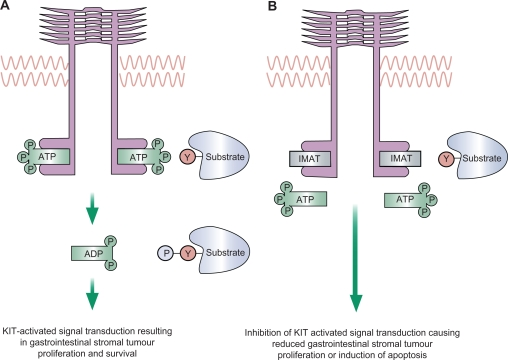 A
B
P
P
P
ATP
ATP
P
P
P
Y
Substrate
IMAT
IMAT
Y
Substrate
P
P
P
ATP
ATP
P
P
P
ADP
P
P
P
Y
Substrate
KIT-activated signal transduction resulting
in gastrointestinal stromal tumour
proliferation and survival
Inhibition of KIT activated signal transduction causing
reduced gastrointestinal stromal tumour
proliferation or induction of apoptosis